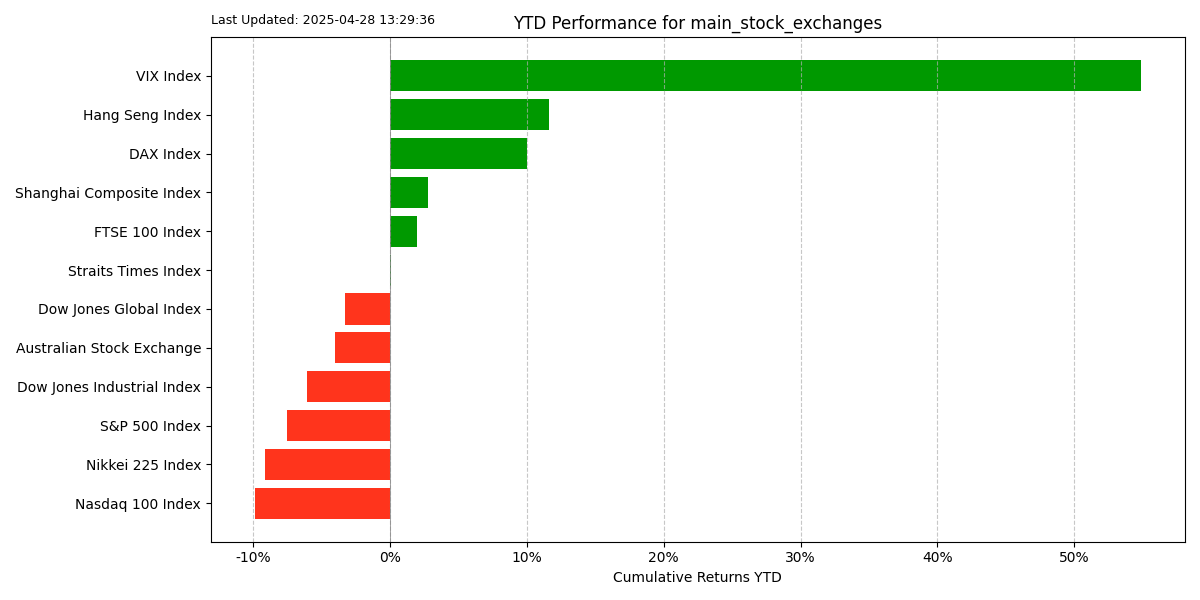 Last Updated: 2025-04-28 13:29:36
YTD Performance for main_stock_exchanges
VIX Index
Hang Seng Index
DAX Index
Shanghai Composite Index
FTSE 100 Index
Straits Times Index
Dow Jones Global Index
Australian Stock Exchange
Dow Jones Industrial Index
S&P 500 Index
Nikkei 225 Index
Nasdaq 100 Index
-10% 0% 10% 20% 30% 40% 50%
Cumulative Returns YTD